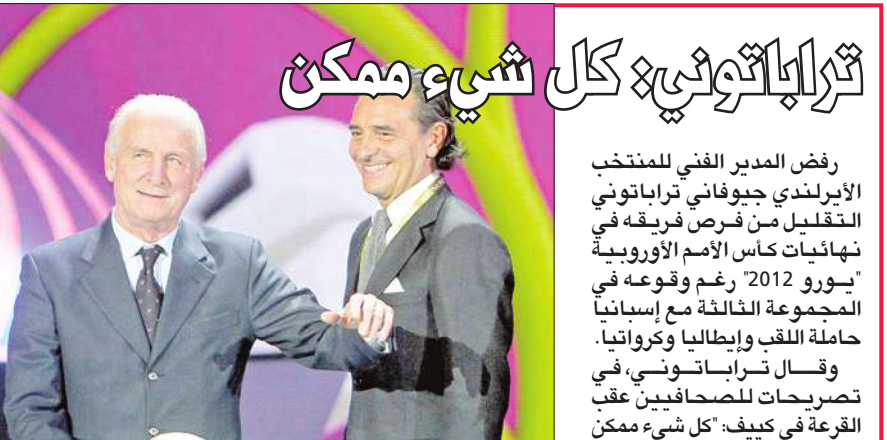 تراباتوني: كل شيء ممكن
رفض المدير الفني للمنتخب
الأيرلندي جيوفاني تراباتوني
التقليل من فرص فريقه في
نهائيات كأس الأمم الأوروبية
"يورو 2012" رغم وقوعه في
المجموعة الثالثة مع إسبانيا
حاملة اللقب وإيطاليا وكرواتيا.
وقال تراباتوني، في
تصريحات للصحافيين عقب
القرعة في كييف: "كل شيء ممكن